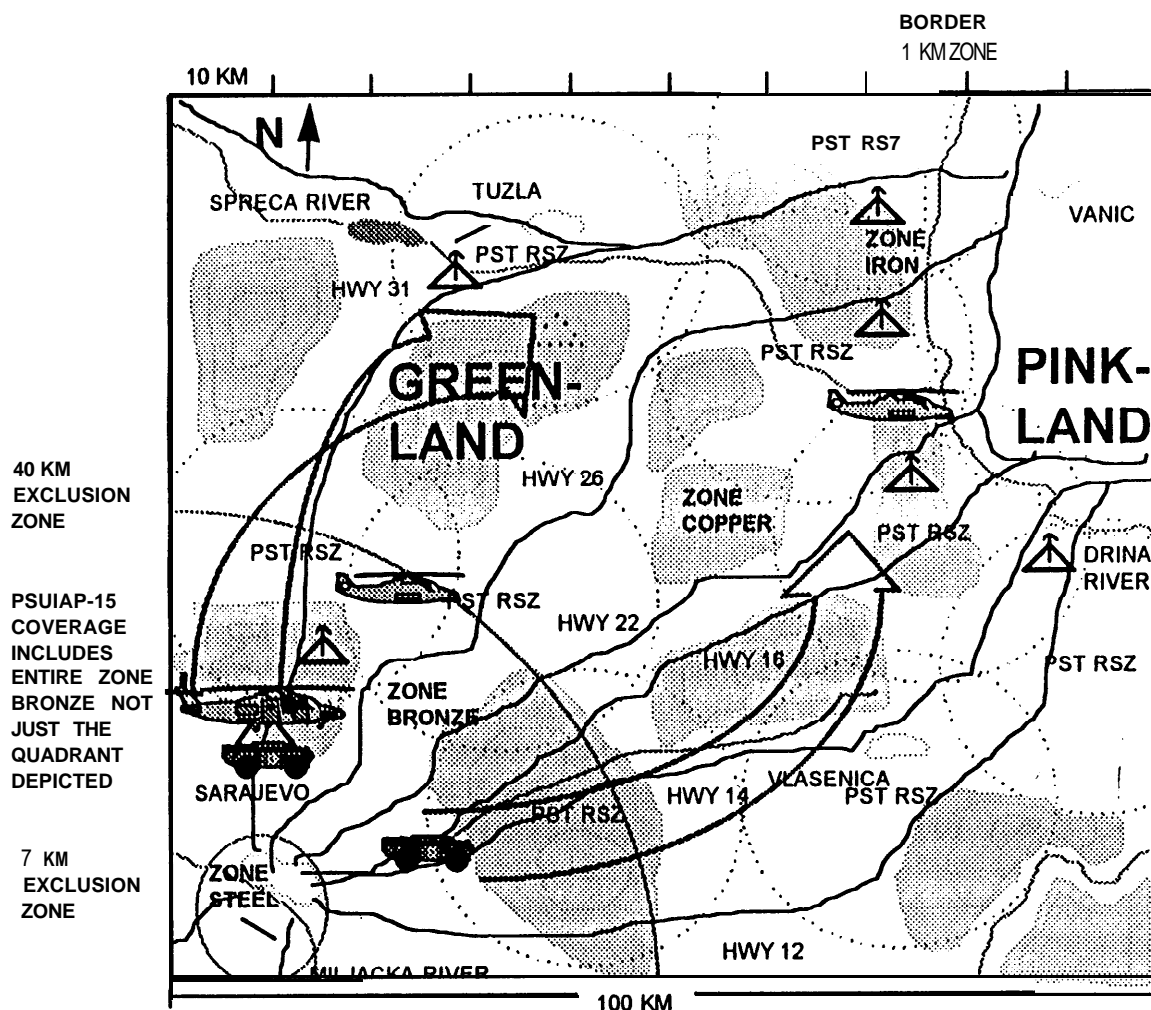 BORDER
1 KM ZONE
10 KM
N
PST RS7
SPRECA RIVER
TUZLA
VANIC
PST RSZ
ZONE
IRON
HWY 31
PST RSZ
GREEN-
LAND
PINK-
LAND
40 KM
EXCLUSION
ZONE
HWY 26
ZONE
COPPER
PST RSZ
PST RSZ
DRINA
RIVER
PSUIAP-15
COVERAGE
INCLUDES
ENTIRE ZONE
BRONZE NOT
JUST THE
QUADRANT
DEPICTED
PST RSZ
HWY 22
HWY 16
PST RSZ
ZONE
BRONZE
SARAJEVO
VLASENICA
HWY 14
PST RSZ
PST RSZ
7 KM
EXCLUSION
ZONE
ZONE
STEEL
HWY 12
MILJACKA RIVER
100 KM